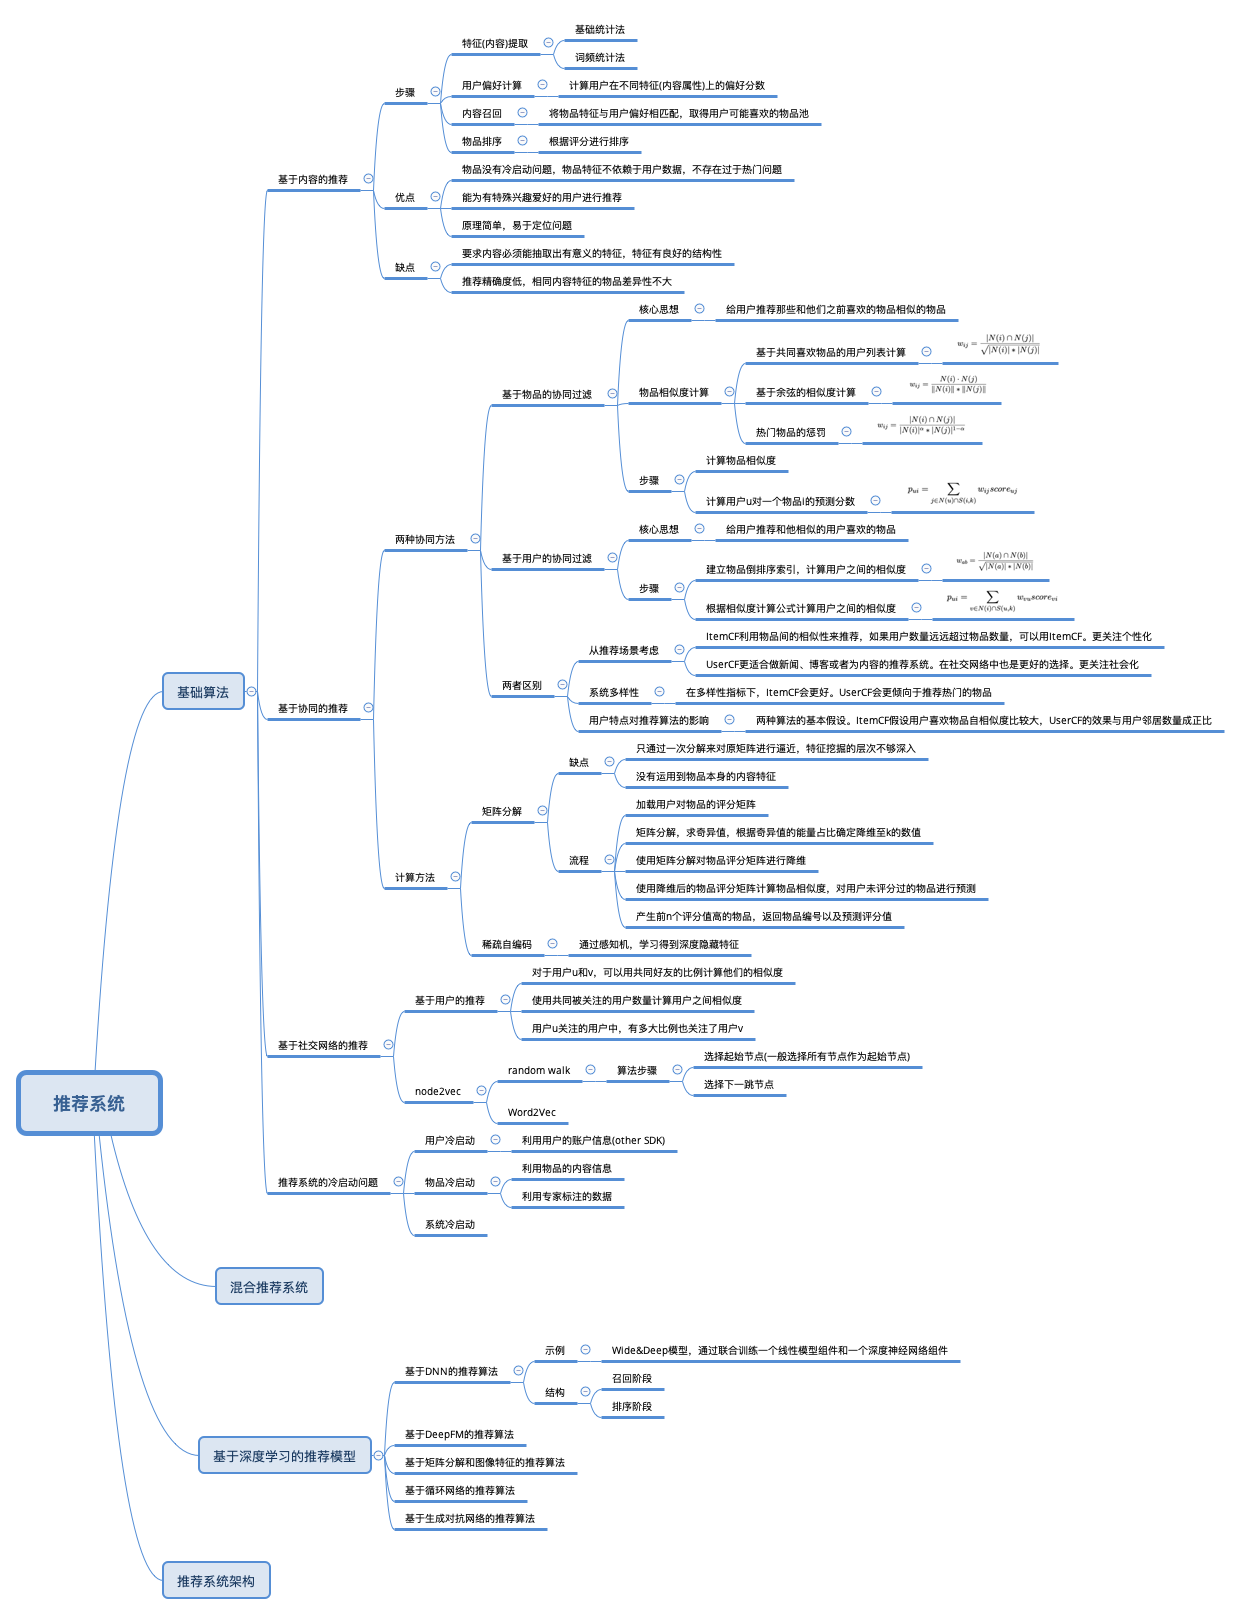 推荐系统
基础算法
基于内容的推荐
步骤
特征(内容)提取
基础统计法
词频统计法
用户偏好计算
计算用户在不同特征(内容属性)上的偏好分数
内容召回
将物品特征与用户偏好相匹配，取得用户可能喜欢的物品池
物品排序
根据评分进行排序
优点
物品没有冷启动问题，物品特征不依赖于用户数据，不存在过于热门问题
能为有特殊兴趣爱好的用户进行推荐
原理简单，易于定位问题
缺点
要求内容必须能抽取出有意义的特征，特征有良好的结构性
推荐精确度低，相同内容特征的物品差异性不大
基于协同的推荐
两种协同方法
基于物品的协同过滤
核心思想
给用户推荐那些和他们之前喜欢的物品相似的物品
物品相似度计算
基于共同喜欢物品的用户列表计算
w_{ij} = \frac{|N(i) ∩ N(j)|}{\sqrt{|N(i)| * |N(j)|}}
基于余弦的相似度计算
w_{ij} = \frac{N(i) · N(j)}{||N(i)|| * ||N(j)||}
热门物品的惩罚
w_{ij} = \frac{|N(i) ∩ N(j)|}{|N(i)|^α * |N(j)|^{1-α}}
步骤
计算物品相似度
计算用户u对一个物品i的预测分数
p_{ui} = \sum_{j∈N(u)∩S(i,k)} w_{ij}score_{uj}
基于用户的协同过滤
核心思想
给用户推荐和他相似的用户喜欢的物品
步骤
建立物品倒排序索引，计算用户之间的相似度
w_{ab} = \frac{|N(a) ∩ N(b)|}{\sqrt{|N(a)| * |N(b)|}}
根据相似度计算公式计算用户之间的相似度
p_{ui} = \sum_{v∈N(i)∩S(u,k)} w_{vu}score_{vi}
两者区别
从推荐场景考虑
ItemCF利用物品间的相似性来推荐，如果用户数量远远超过物品数量，可以用ItemCF。更关注个性化
UserCF更适合做新闻、博客或者为内容的推荐系统。在社交网络中也是更好的选择。更关注社会化
系统多样性
在多样性指标下，ItemCF会更好。UserCF会更倾向于推荐热门的物品
用户特点对推荐算法的影响
两种算法的基本假设。ItemCF假设用户喜欢物品自相似度比较大，UserCF的效果与用户邻居数量成正比
计算方法
矩阵分解
缺点
只通过一次分解来对原矩阵进行逼近，特征挖掘的层次不够深入
没有运用到物品本身的内容特征
流程
加载用户对物品的评分矩阵
矩阵分解，求奇异值，根据奇异值的能量占比确定降维至k的数值
使用矩阵分解对物品评分矩阵进行降维
使用降维后的物品评分矩阵计算物品相似度，对用户未评分过的物品进行预测
产生前n个评分值高的物品，返回物品编号以及预测评分值
稀疏自编码
通过感知机，学习得到深度隐藏特征
基于社交网络的推荐
基于用户的推荐
对于用户u和v，可以用共同好友的比例计算他们的相似度
使用共同被关注的用户数量计算用户之间相似度
用户u关注的用户中，有多大比例也关注了用户v
node2vec
random walk
算法步骤
选择起始节点(一般选择所有节点作为起始节点)
选择下一跳节点
Word2Vec
推荐系统的冷启动问题
用户冷启动
利用用户的账户信息(other SDK)
物品冷启动
利用物品的内容信息
利用专家标注的数据
系统冷启动
混合推荐系统
基于深度学习的推荐模型
基于DNN的推荐算法
示例
Wide&Deep模型，通过联合训练一个线性模型组件和一个深度神经网络组件
结构
召回阶段
排序阶段
基于DeepFM的推荐算法
基于矩阵分解和图像特征的推荐算法
基于循环网络的推荐算法
基于生成对抗网络的推荐算法
推荐系统架构